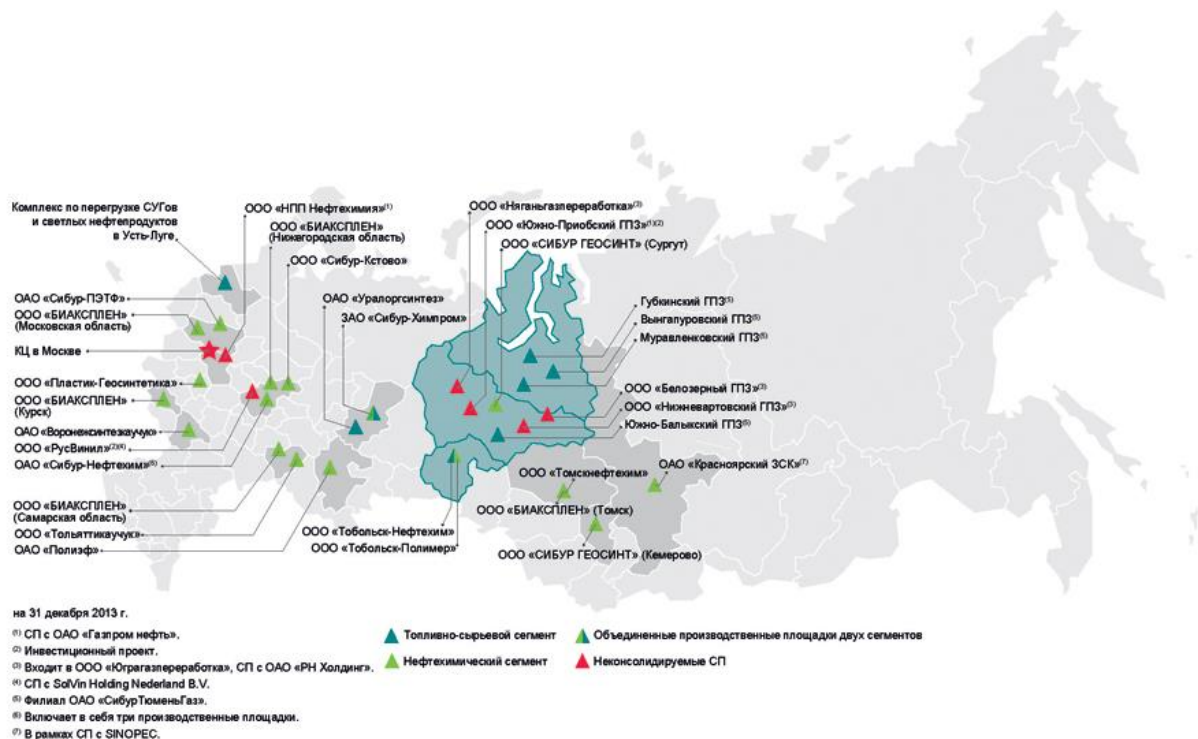 Комплекс по перегрузке СУГов
и светлых нефтепродуктов
в Усть-Луге
ООО «НПП Нефтехимия»(1)
ООО «БИАКСПЛЕН»
(Нижегородская область)
ООО «Сибур-Кстово»
ОАО «Уралоргсинтез»
ЗАО «Сибур-Химпром»
ООО «Няганьгазпереработка»(3)
ООО «Южно-Приобский ГПЗ»(1)(2)
ООО «СИБУР ГЕОСИНТ» (Сургут)
Губкинский ГПЗ(5)
Вынгапуровский ГПЗ(5)
Муравленковский ГПЗ(5)
ООО «Белозерный ГПЗ»(3)
ООО «Нижневартовский ГПЗ»(3)
Южно-Балыкский ГПЗ(5)
ОАО «Сибур-ПЭТФ»
ООО «БИАКСПЛЕН»
(Московская область)
КЦ в Москве
ООО «Пластик-Геосинтетика»
ООО «БИАКСПЛЕН»
(Курск)
ОАО «Воронежсинтезкаучук»
ООО «РусВинил»(2)(4)
ОАО «Сибур-Нефтехим»(6)
ООО «БИАКСПЛЕН»
(Самарская область)
ООО «Тольяттикаучук»
ОАО «Полиэф»
ООО «Тобольск-Нефтехим»
ООО «Тобольск-Полимер»
ООО «Томскнефтехим»
ООО «БИАКСПЛЕН» (Томск)
ООО «СИБУР ГЕОСИНТ» (Кемерово)
ОАО «Красноярский ЗСК»(7)
на 31 декабря 2013 г.
(1) СП с ОАО «Газпром нефть».
(2) Инвестиционный проект.
(3) Входит в ООО «Юграгазпереработка», СП с ОАО «РН Холдинг».
(4) СП с SolVin Holding Nederland B.V.
(5) Филиал ОАО «СибурТюменьГаз».
(6) Включает в себя три производственные площадки.
(7) В рамках СП с SINOPEC.
Топливно-сырьевой сегмент
Нефтехимический сегмент
Объединенные производственные площадки двух сегментов
Неконсолидируемые СП